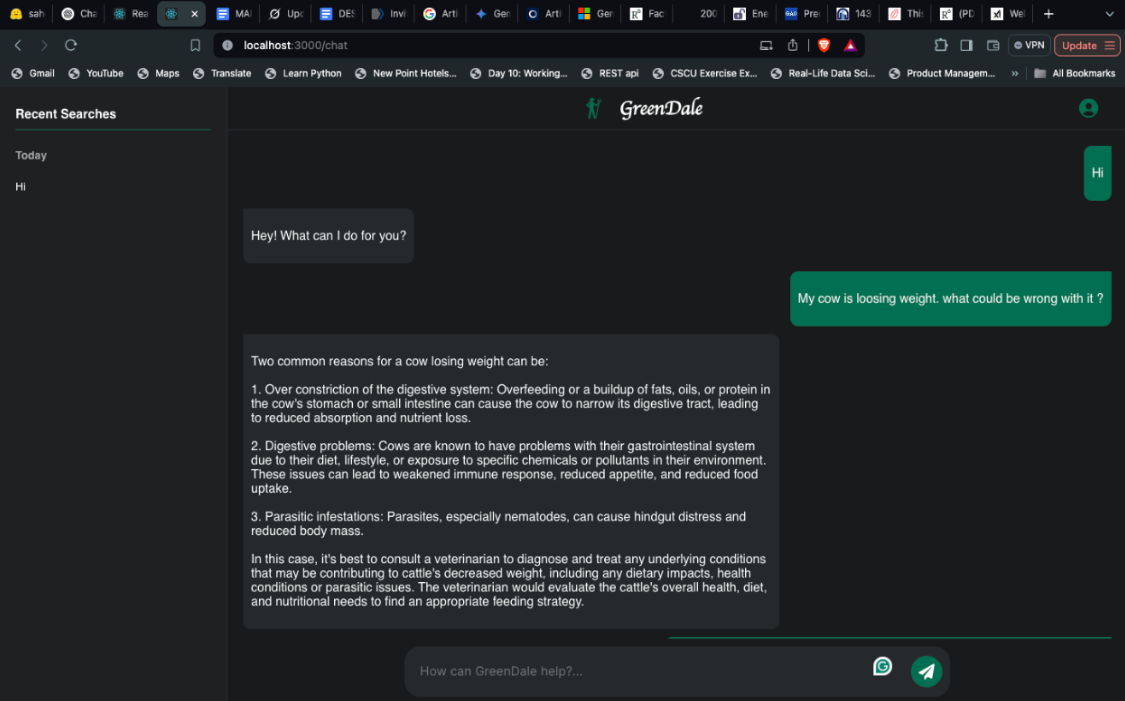 sah
Cha
Rea
MAI
Upc
DES
Invi
Arti
Gen
Arti
Ger
Fac
200
Ene
GAO
Pre
143
This
(PD
Wel
localhost:3000/chat
VPN
Update
Gmail
YouTube
Maps
Translate
Learn Python
New Point Hotels...
Day 10: Working...
REST api
CSCU Exercise Ex...
Real-Life Data Sci...
Product Managem...
»
All Bookmarks
Recent Searches
Today
Hi
GreenDale
Hi
Hey! What can I do for you?
My cow is loosing weight. what could be wrong with it ?
Two common reasons for a cow losing weight can be:
1. Over constriction of the digestive system: Overfeeding or a buildup of fats, oils, or protein in
the cow's stomach or small intestine can cause the cow to narrow its digestive tract, leading
to reduced absorption and nutrient loss.
2. Digestive problems: Cows are known to have problems with their gastrointestinal system
due to their diet, lifestyle, or exposure to specific chemicals or pollutants in their environment.
These issues can lead to weakened immune response, reduced appetite, and reduced food
uptake.
3. Parasitic infestations: Parasites, especially nematodes, can cause hindgut distress and
reduced body mass.
In this case, it's best to consult a veterinarian to diagnose and treat any underlying conditions
that may be contributing to cattle's decreased weight, including any dietary impacts, health
conditions or parasitic issues. The veterinarian would evaluate the cattle's overall health, diet,
and nutritional needs to find an appropriate feeding strategy.
How can GreenDale help?...